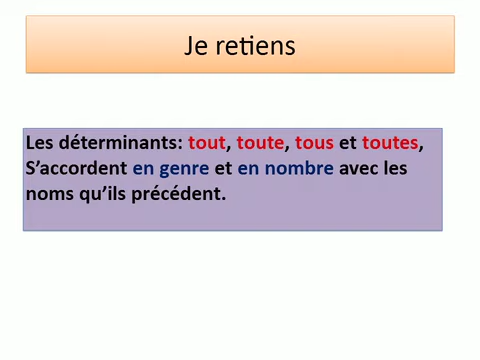 Je retiens
Les déterminants: tout, toute, tous et toutes,
S’accordent en genre et en nombre avec les
noms qu’ils précédent.